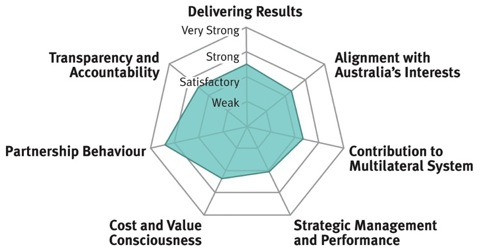 Delivering Results
Very Strong
Strong
Satisfactory
Weak
Transparency and
Accountability
Alignment with
Australia's Interests
Partnership Behaviour
Contribution to
Multilateral System
Cost and Value
Consciousness
Strategic Management
and Performance